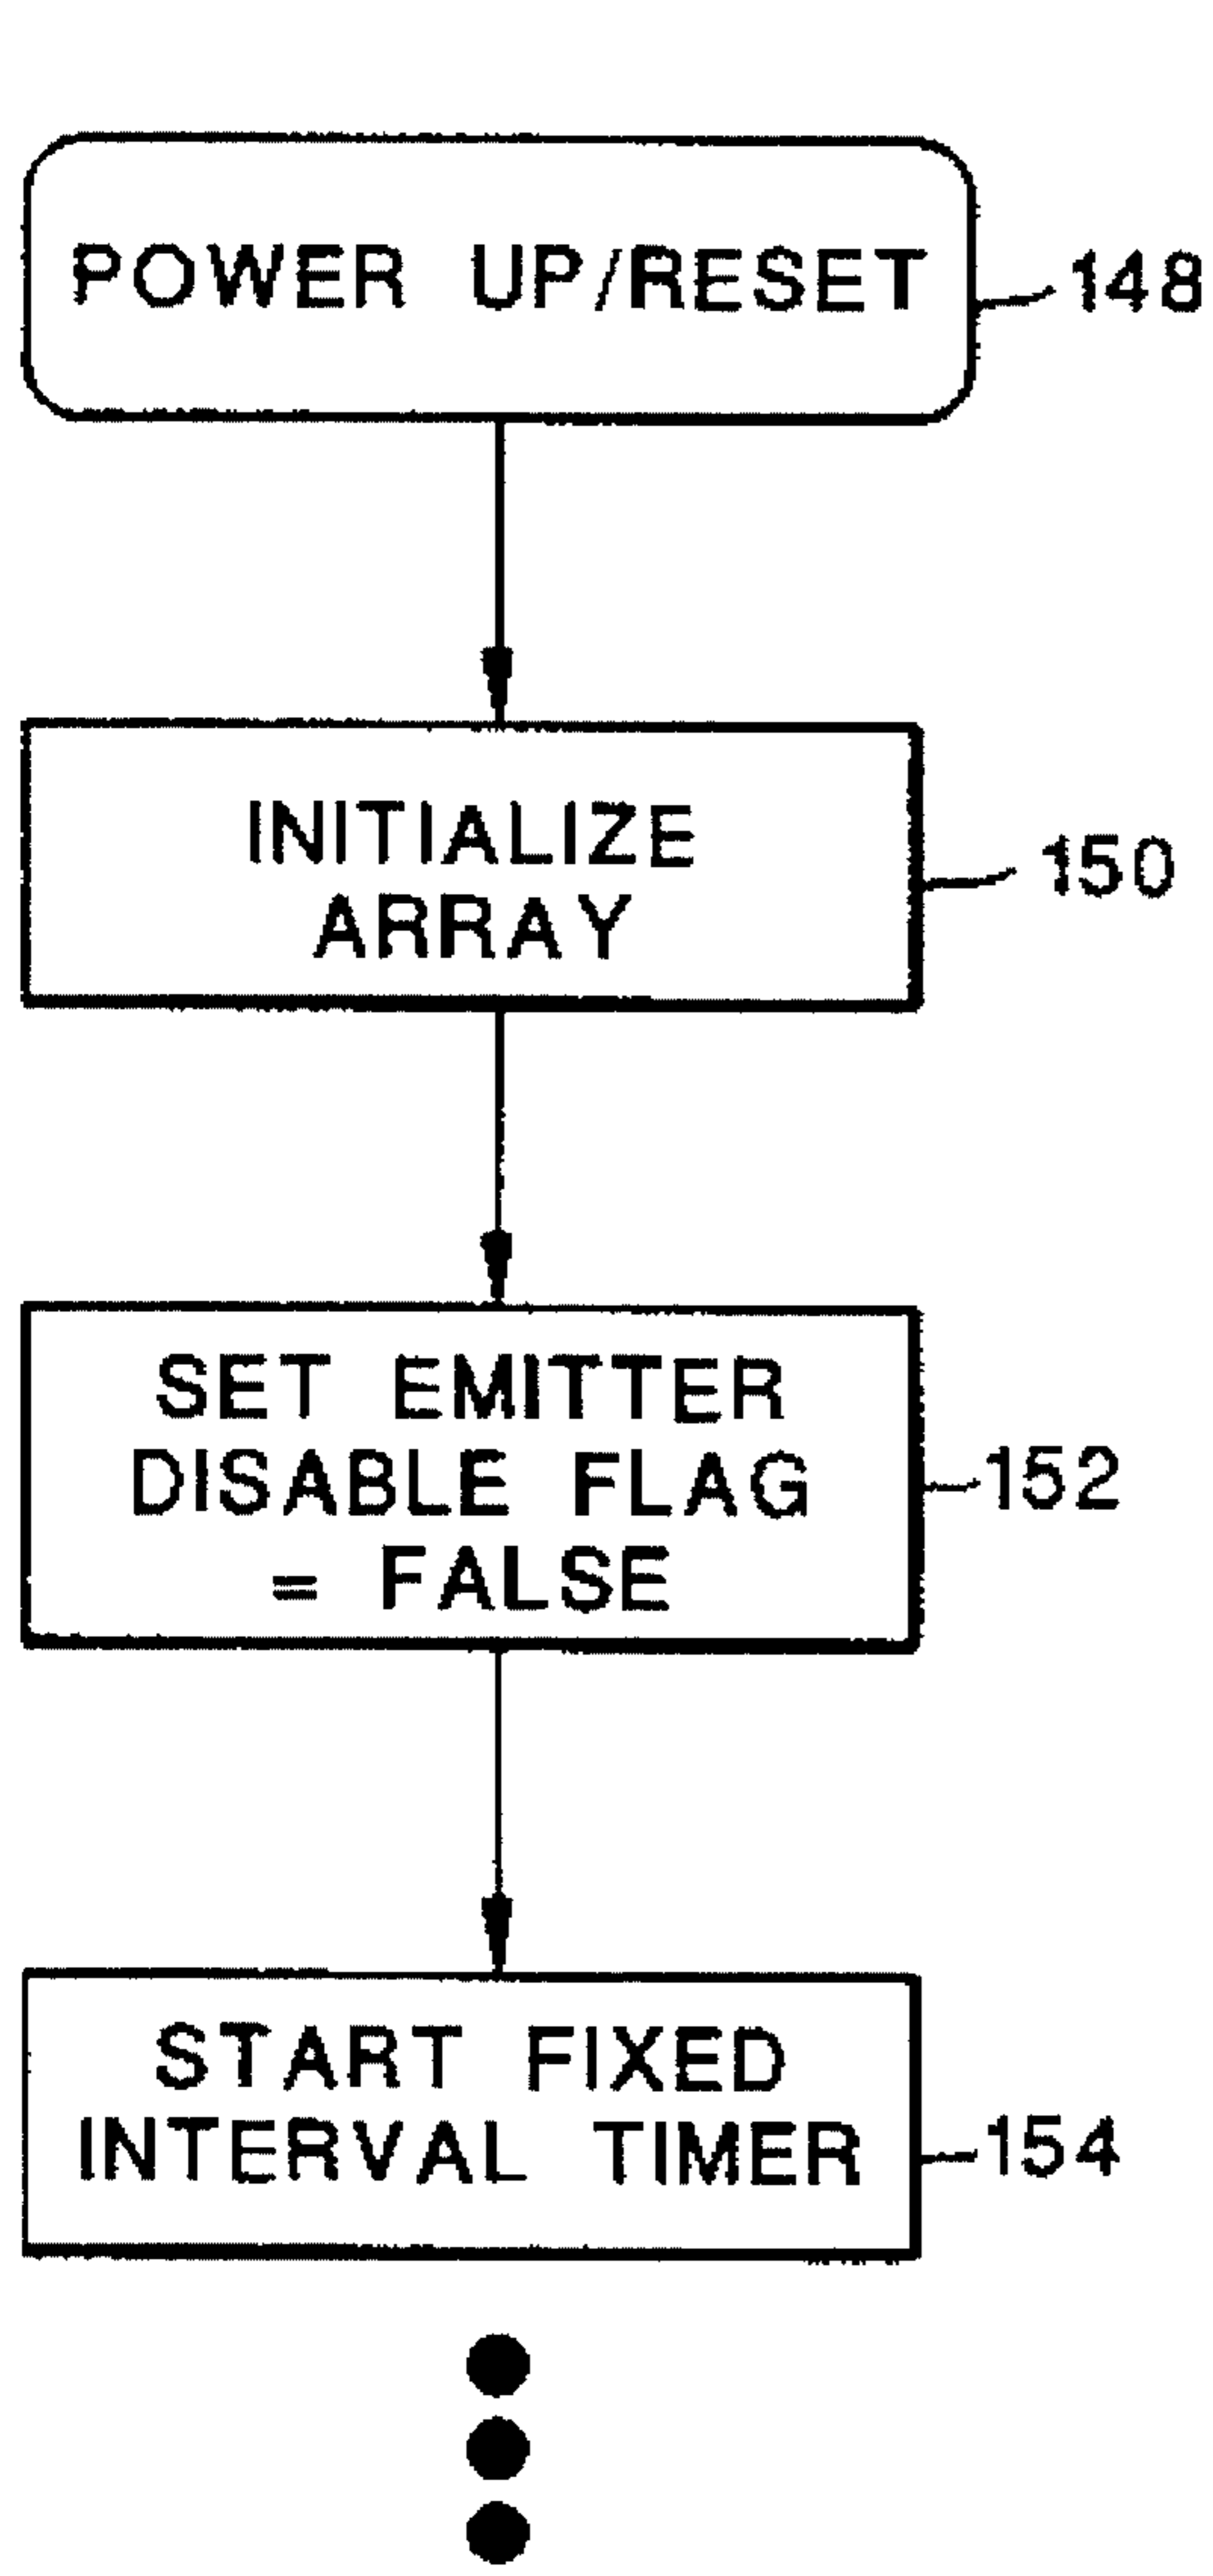 POWER UP/RESET
148
INITIALIZE
ARRAY
150
SET EMITTER
DISABLE FLAG
= FALSE
152
START FIXED
INTERVAL TIMER
154